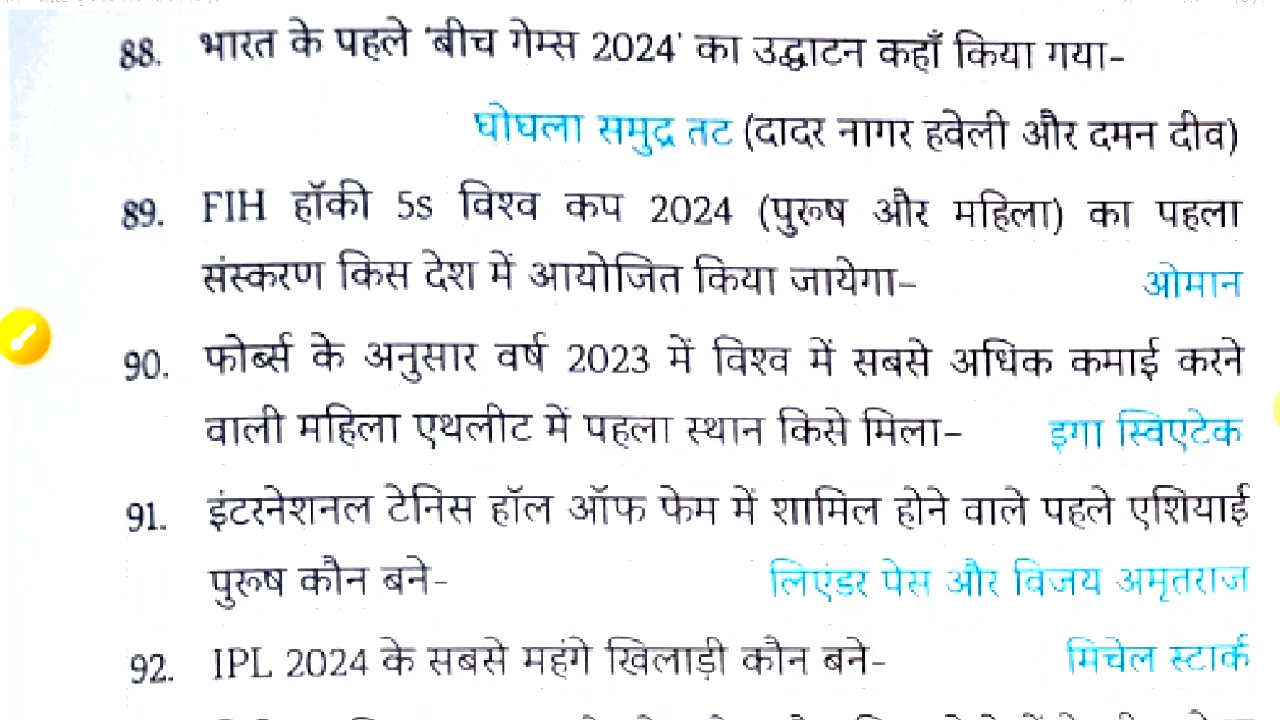 88. भारत के पहले 'बीच गेम्स 2024' का उद्घाटन कहाँ किया गया-
घोघला समुद्र तट (दादर नागर हवेली और दमन दीव)
89. FIH हॉकी 5s विश्व कप 2024 (पुरुष और महिला) का पहला
संस्करण किस देश में आयोजित किया जायेगा- ओमान
90. फोर्ब्स के अनुसार वर्ष 2023 में विश्व में सबसे अधिक कमाई करने
वाली महिला एथलीट में पहला स्थान किसे मिला- इगा स्विएटेक
91. इंटरनेशनल टेनिस हॉल ऑफ फेम में शामिल होने वाले पहले एशियाई
पुरुष कौन बने- लिएंडर पेस और विजय अमृतराज
92. IPL 2024 के सबसे महंगे खिलाड़ी कौन बने- मिचेल स्टार्क